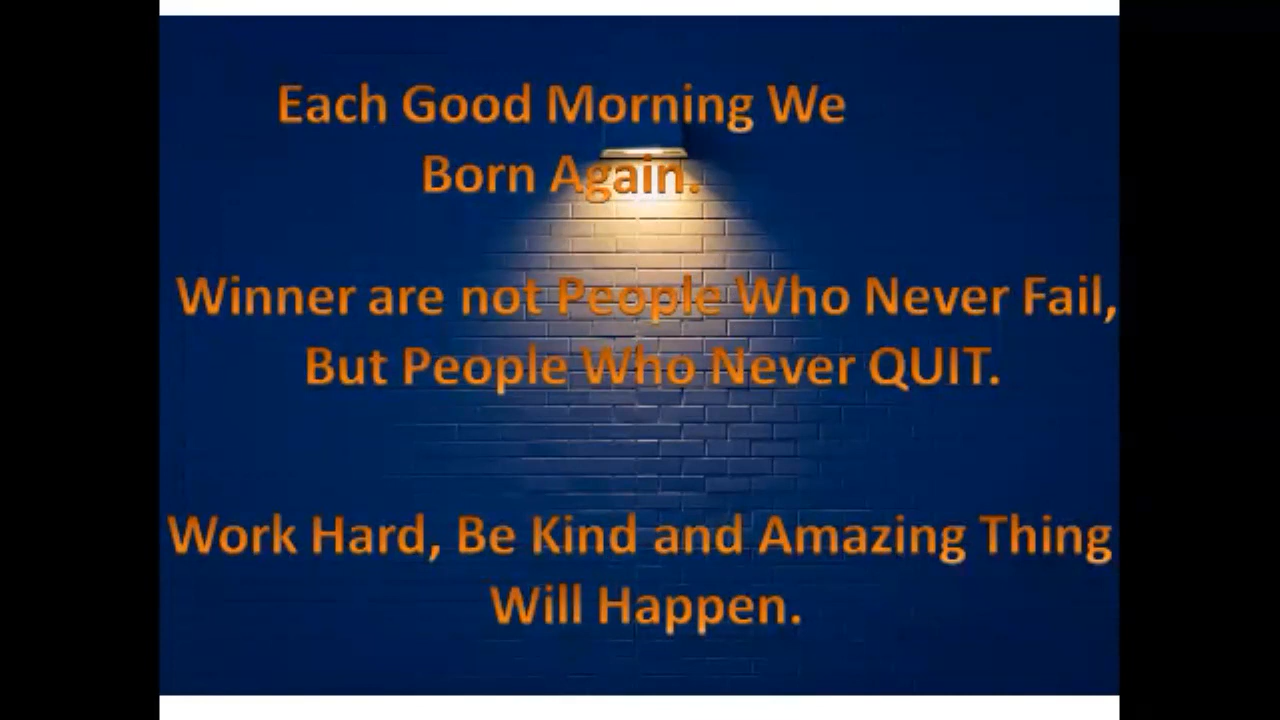 Each Good Morning We
Born Again.
Winner are not People Who Never Fail,
But People Who Never QUIT.
Work Hard, Be Kind and Amazing Thing
Will Happen.